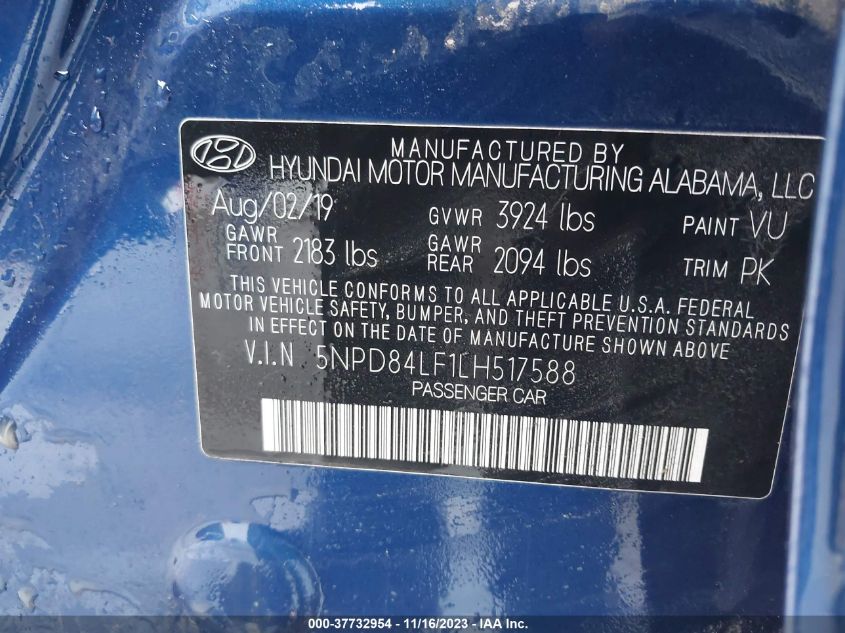 MANUFACTURED BY
HYUNDAI MOTOR MANUFACTURING ALABAMA, LLC
Aug/02/19 GVWR 3924 lbs PAINT VU
GAWR FRONT 2183 lbs GAWR REAR 2094 lbs TRIM PK
THIS VEHICLE CONFORMS TO ALL APPLICABLE U.S.A. FEDERAL
MOTOR VEHICLE SAFETY, BUMPER, AND THEFT PREVENTION STANDARDS
IN EFFECT ON THE DATE OF MANUFACTURE SHOWN ABOVE.
V.I.N 5NPD84LF1LH517588
PASSENGER CAR
000-37732954 - 11/16/2023 - IAA Inc.